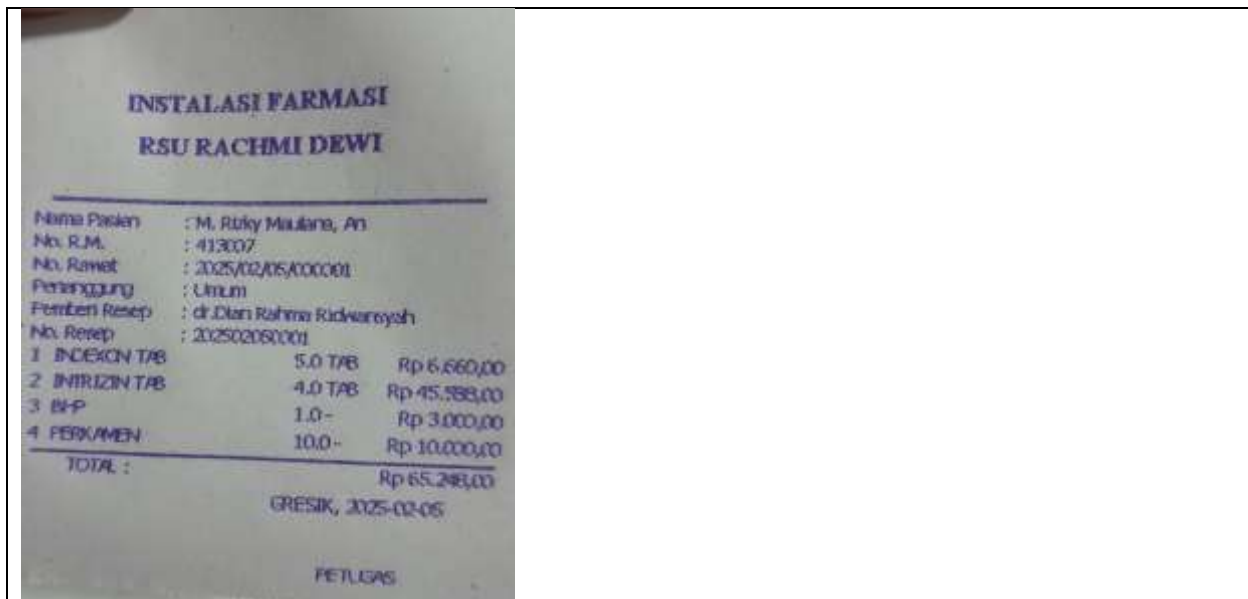 INSTALASI FARMASI
RSU RACHMI DEWI
Nama Pasien : M. Rizky Maulana, An
No. R.M. : 413007
No. Rawat : 2025/02/05/000001
Penanggung : Umum
Pemberi Resep : dr.Dian Rahma Ridwansyah
No. Resep : 202502050001
1 INDEXON TAB 5.0 TAB Rp 6.660,00
2 INTRIZIN TAB 4.0 TAB Rp 45.588,00
3 BHP 1.0 - Rp 3.000,00
4 PERKAMEN 10.0 - Rp 10.000,00
TOTAL : Rp 65.248,00
GRESIK, 2025-02-05
PETUGAS